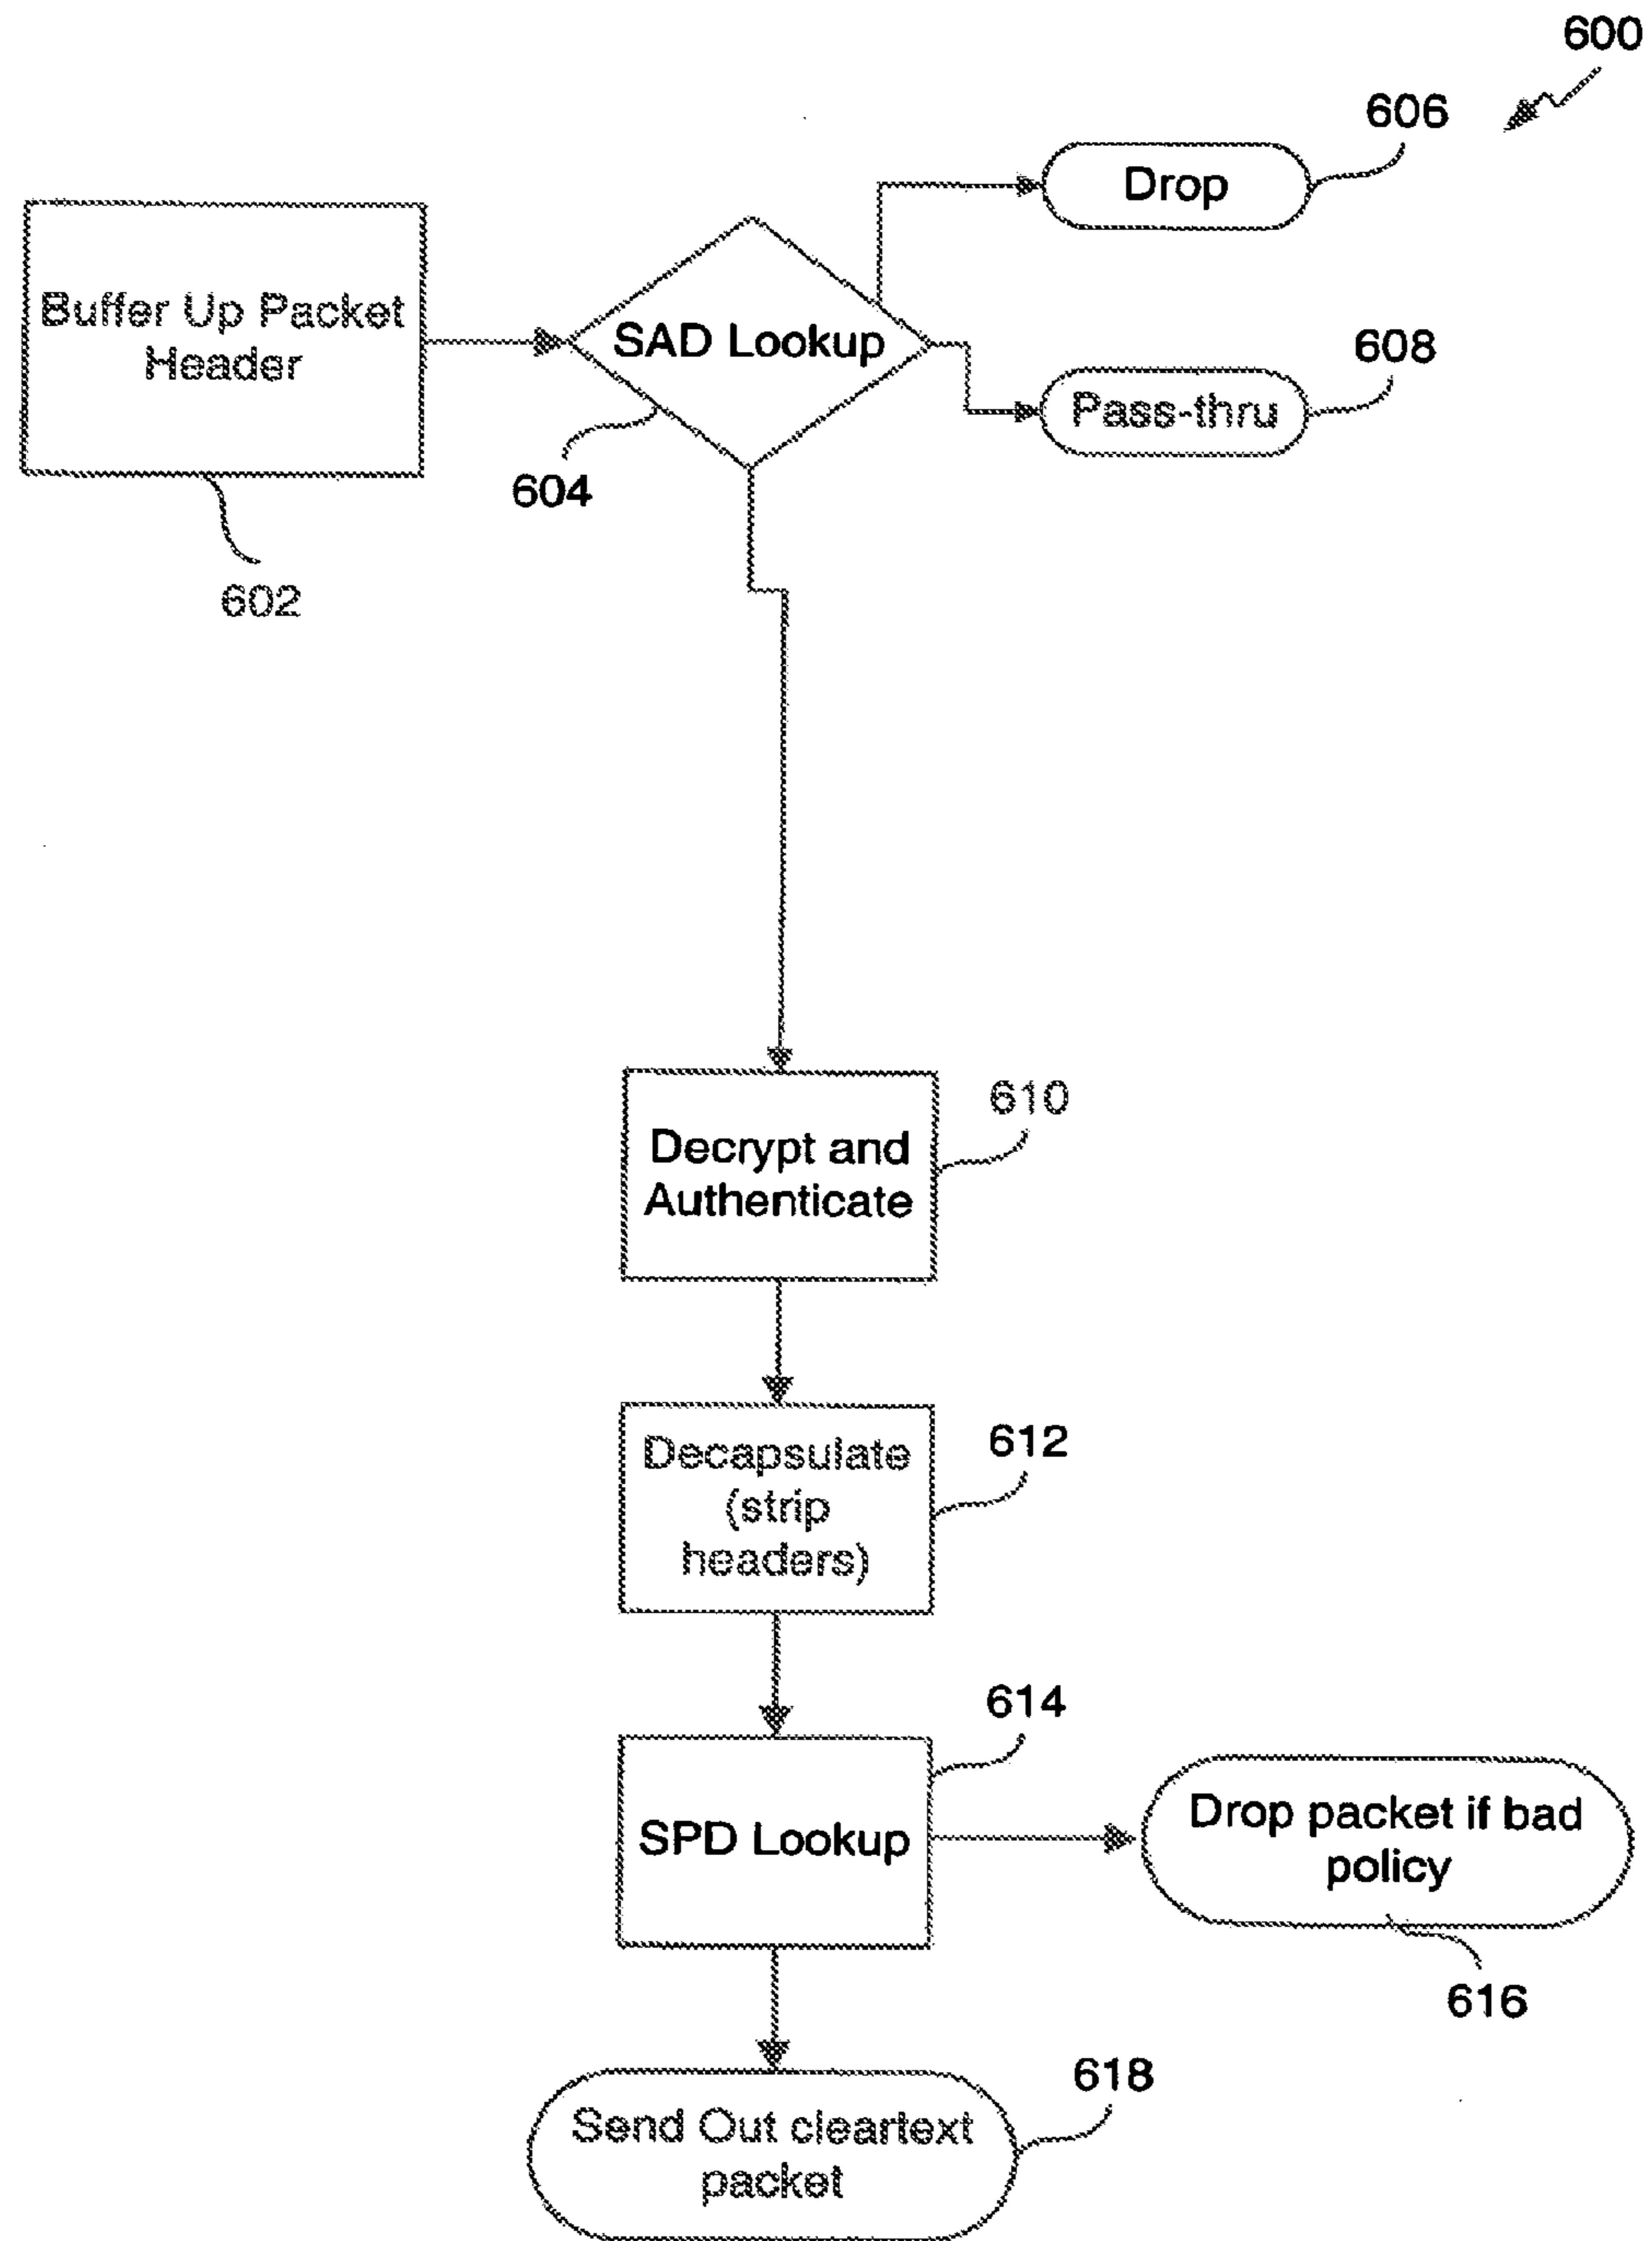 600
606
Drop
Buffer Up Packet
Header
SAD Lookup
608
Pass-thru
604
602
610
Decrypt and
Authenticate
612
Decapsulate
(strip
headers)
614
SPD Lookup
Drop packet if bad
policy
616
618
Send Out cleartext
packet